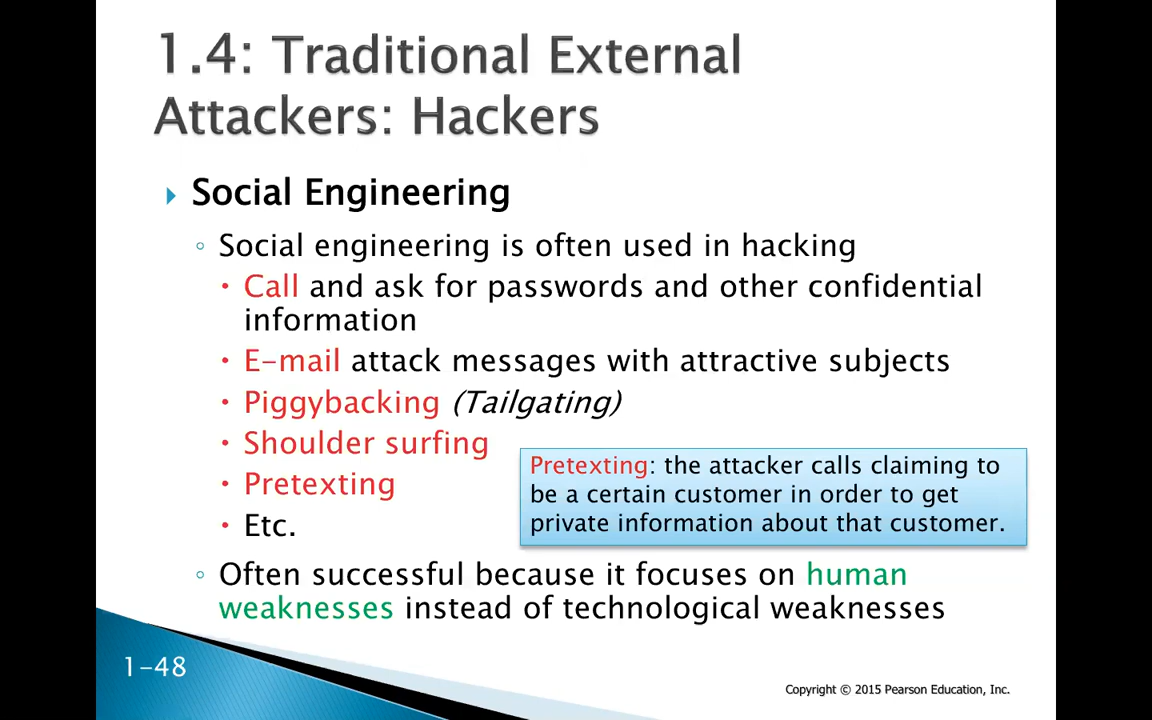 1.4: Traditional External
Attackers: Hackers
Social Engineering
Social engineering is often used in hacking
Call and ask for passwords and other confidential
information
E-mail attack messages with attractive subjects
Piggybacking (Tailgating)
Shoulder surfing
Pretexting
Etc.
Pretexting: the attacker calls claiming to
be a certain customer in order to get
private information about that customer.
Often successful because it focuses on human
weaknesses instead of technological weaknesses
1-48
Copyright © 2015 Pearson Education, Inc.